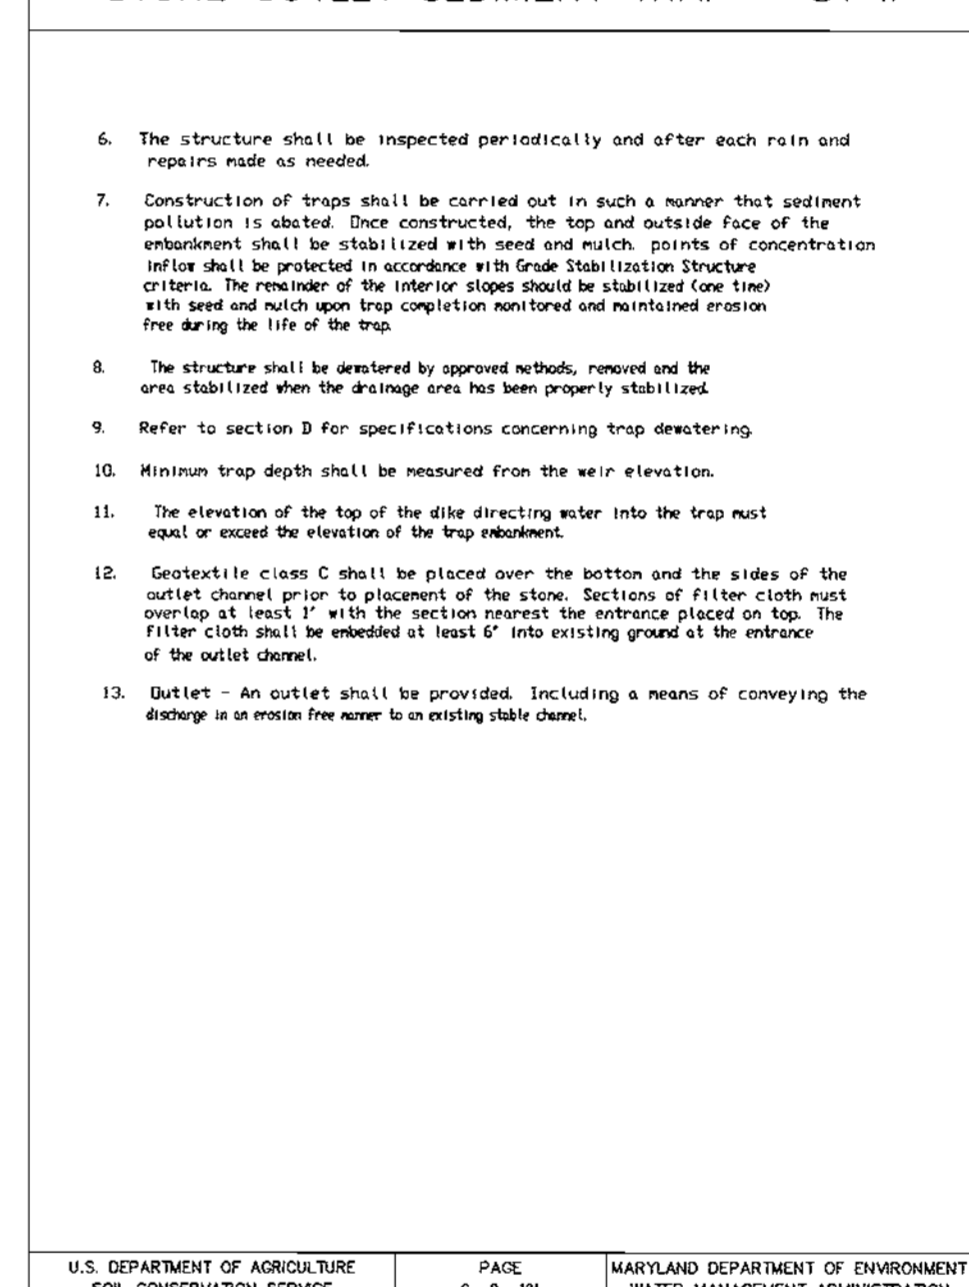 6. The structure shall be inspected periodically and after each rain and
repairs made as needed.
7. Construction of traps shall be carried out in such a manner that sediment
pollution is abated. Once constructed, the top and outside face of the
embankment shall be stabilized with seed and mulch. points of concentration
inflow shall be protected in accordance with Grade Stabilization Structure
criteria. The remainder of the interior slopes should be stabilized (one time)
with seed and mulch upon trap completion monitored and maintained erosion
free during the life of the trap.
8. The structure shall be dewatered by approved methods, removed and the
area stabilized when the drainage area has been properly stabilized.
9. Refer to section D for specifications concerning trap dewatering.
10. Minimum trap depth shall be measured from the weir elevation.
11. The elevation of the top of the dike directing water into the trap must
equal or exceed the elevation of the trap embankment.
12. Geotextile class C shall be placed over the bottom and the sides of the
outlet channel prior to placement of the stone. Sections of filter cloth must
overlap at least 1' with the section nearest the entrance placed on top. The
filter cloth shall be embedded at least 6" into existing ground at the entrance
of the outlet channel.
13. Outlet - An outlet shall be provided. Including a means of conveying the
discharge in an erosion free manner to an existing stable channel.
U.S. DEPARTMENT OF AGRICULTURE
PAGE
MARYLAND DEPARTMENT OF ENVIRONMENT